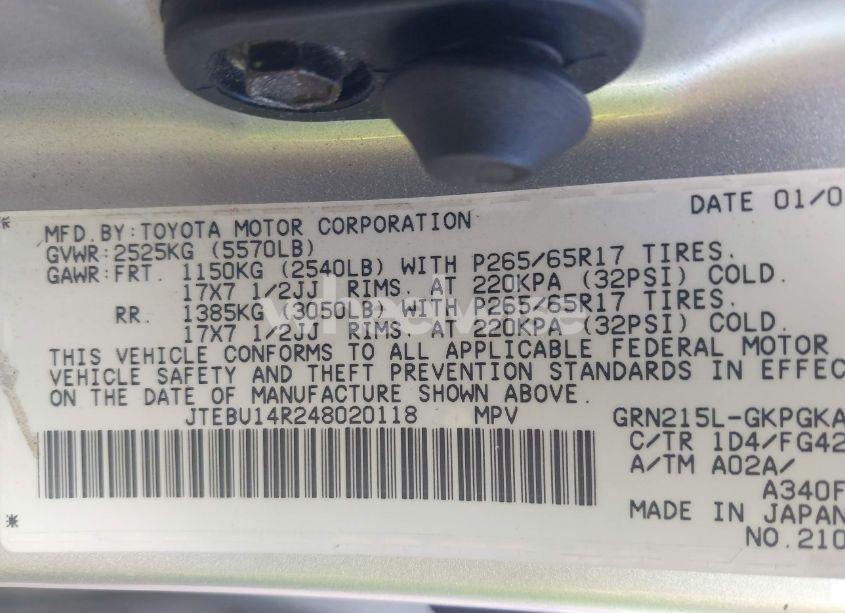 DATE 01/0
MFD.BY:TOYOTA MOTOR CORPORATION
GVWR:2525KG (5570LB)
GAWR:FRT. 1150KG (2540LB) WITH P265/65R17 TIRES.
17X7 1/2JJ RIMS. AT 220KPA (32PSI) COLD.
RR. 1385KG (3050LB) WITH P265/65R17 TIRES.
17X7 1/2JJ RIMS. AT 220KPA (32PSI) COLD.
THIS VEHICLE CONFORMS TO ALL APPLICABLE FEDERAL MOTOR
VEHICLE SAFETY AND THEFT PREVENTION STANDARDS IN EFFEC
ON THE DATE OF MANUFACTURE SHOWN ABOVE.
JTEBU14R248020118 MPV GRN215L-GKPGKA
C/TR 1D4/FG42
A/TM A02A/
A340F
MADE IN JAPAN
NO.210